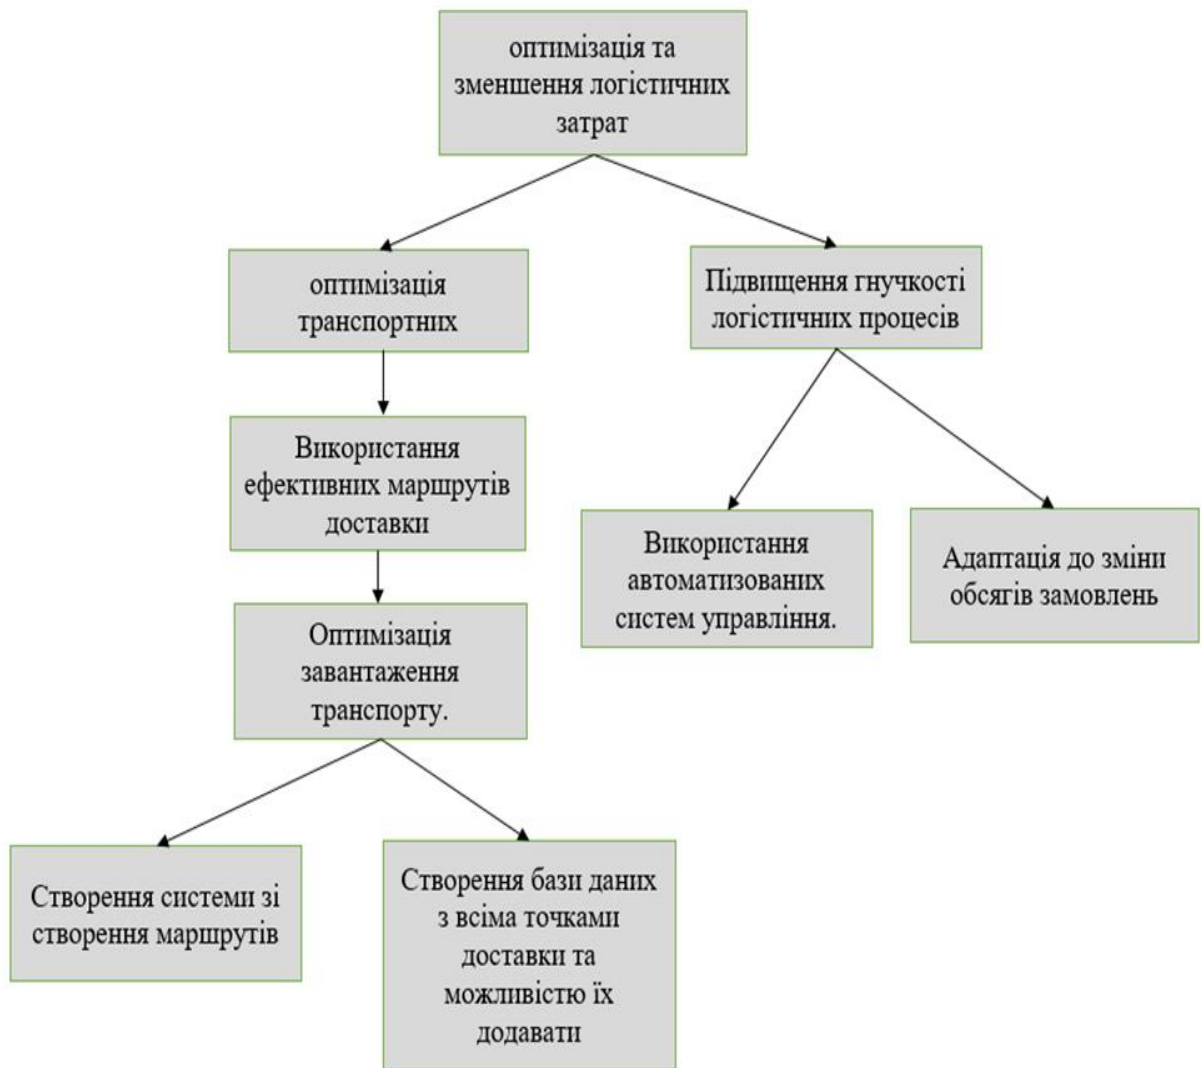 оптимізація та
зменшення логістичних
затрат
оптимізація
транспортних
Підвищення гнучкості
логістичних процесів
Використання
ефективних маршрутів
доставки
Використання
автоматизованих
систем управління.
Адаптація до зміни
обсягів замовлень
Оптимізація
завантаження
транспорту.
Створення системи зі
створення маршрутів
Створення бази даних
з всіма точками
доставки та
можливістю їх
додавати